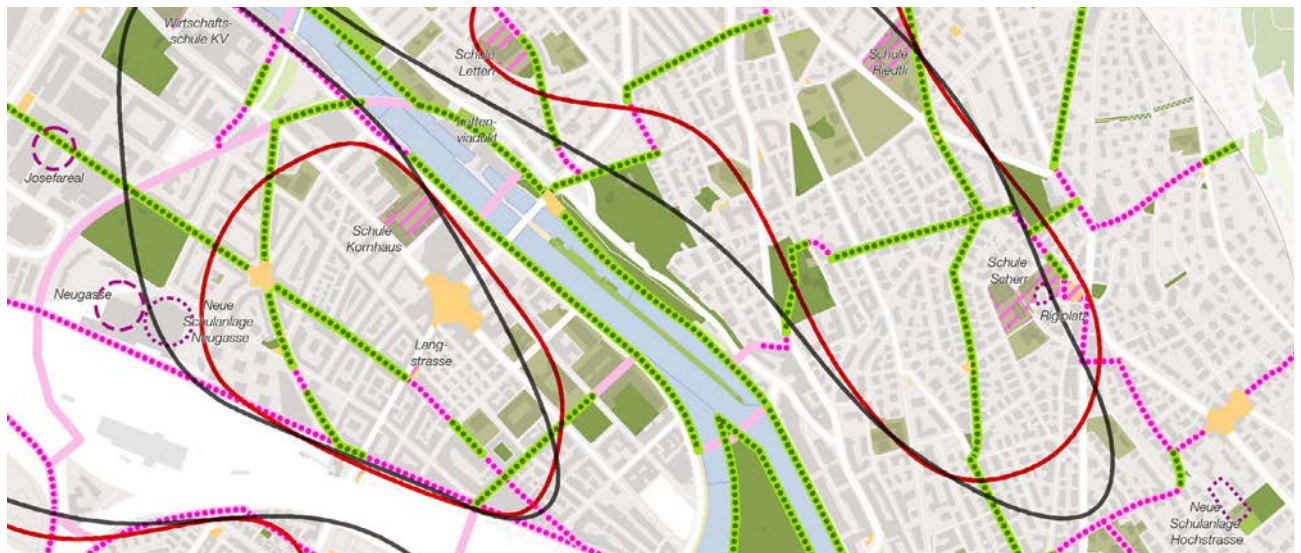 Wirtschafts-
schule KV
Schule
Letten
Schule
Riedtli
Letten-
viadukt
Josefareal
Schule
Kornhaus
Schule
Scherr
Rigiplatz
Neugasse
Neue
Schulanlage
Neugasse
Lang-
strasse
Neue
Schulanlage
Hochstrasse